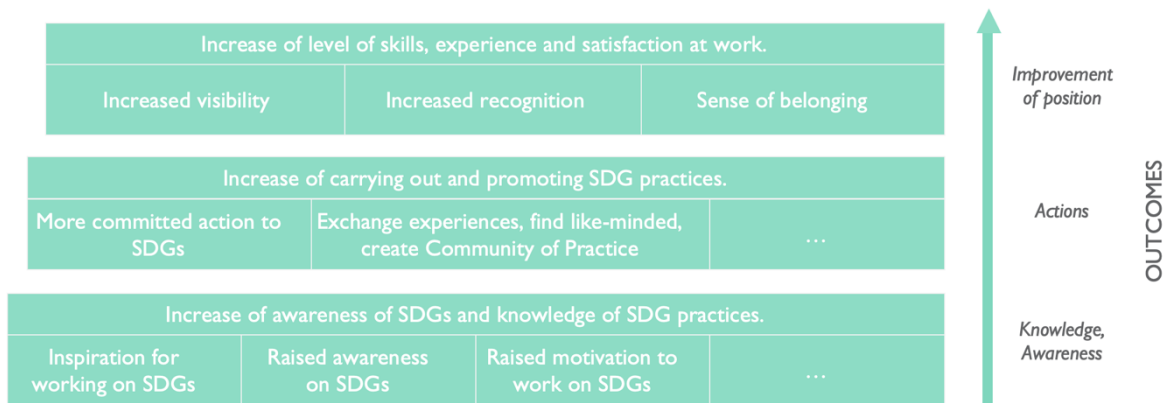 Increase of level of skills, experience and satisfaction at work.
Increased visibility
Increased recognition
Sense of belonging
Improvement
of position
Increase of carrying out and promoting SDG practices.
More committed action to
SDGs
Exchange experiences, find like-minded,
create Community of Practice
...
Actions
Increase of awareness of SDGs and knowledge of SDG practices.
Inspiration for
working on SDGs
Raised awareness
on SDGs
Raised motivation to
work on SDGs
...
Knowledge,
Awareness
OUTCOMES